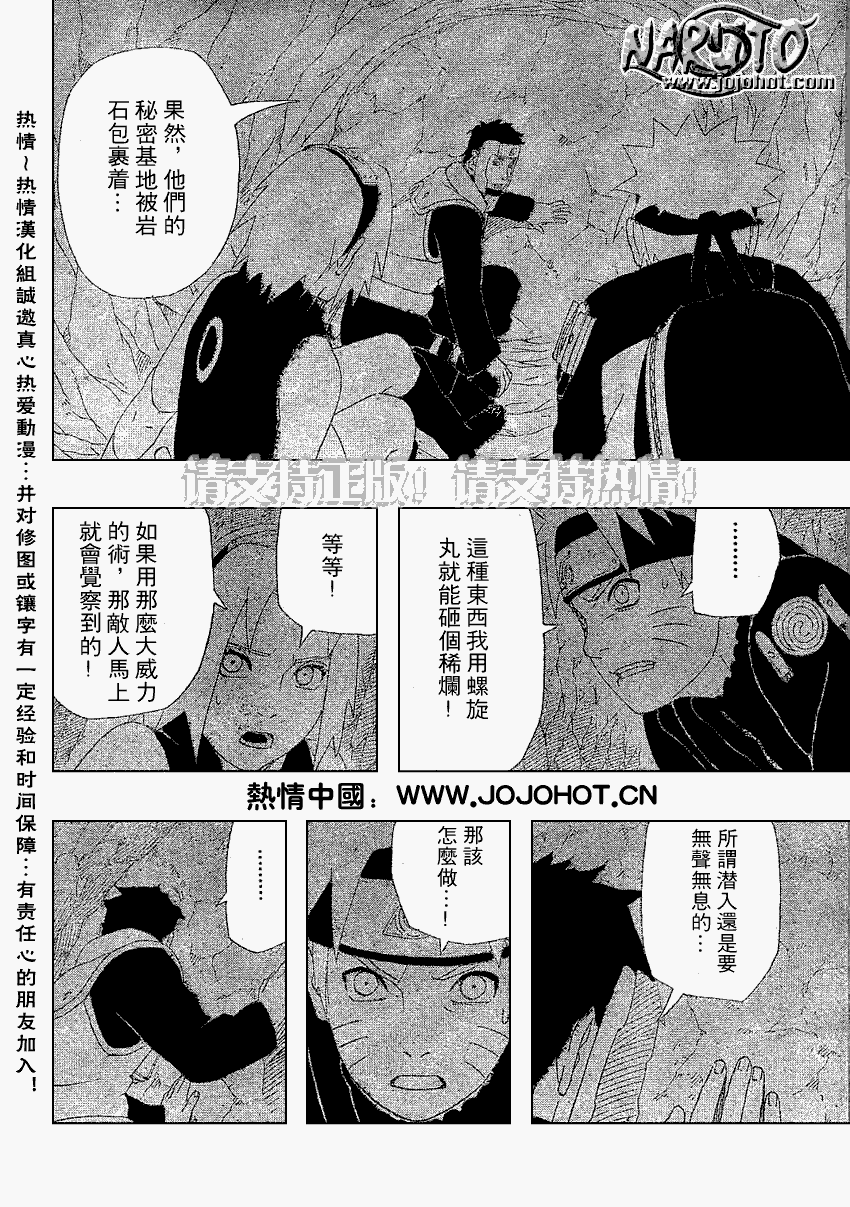 NARUTO
www.jojohot.com
果然，他們的
秘密基地被岩
石包裹着…
热情～热情漢化組誠邀真心热爱動漫…并对修图或镶字有一定经验和时间保障…有责任心的朋友加入！
请支持正版！ 请支持热情！
………
這種東西我用螺旋
丸就能砸個稀爛！
等等！
如果用那麼大威力
的術，那敵人馬上
就會覺察到的！
熱情中國：WWW.JOJOHOT.CN
所謂潜入還是要
無聲無息的…
那該
怎麼做…！
………